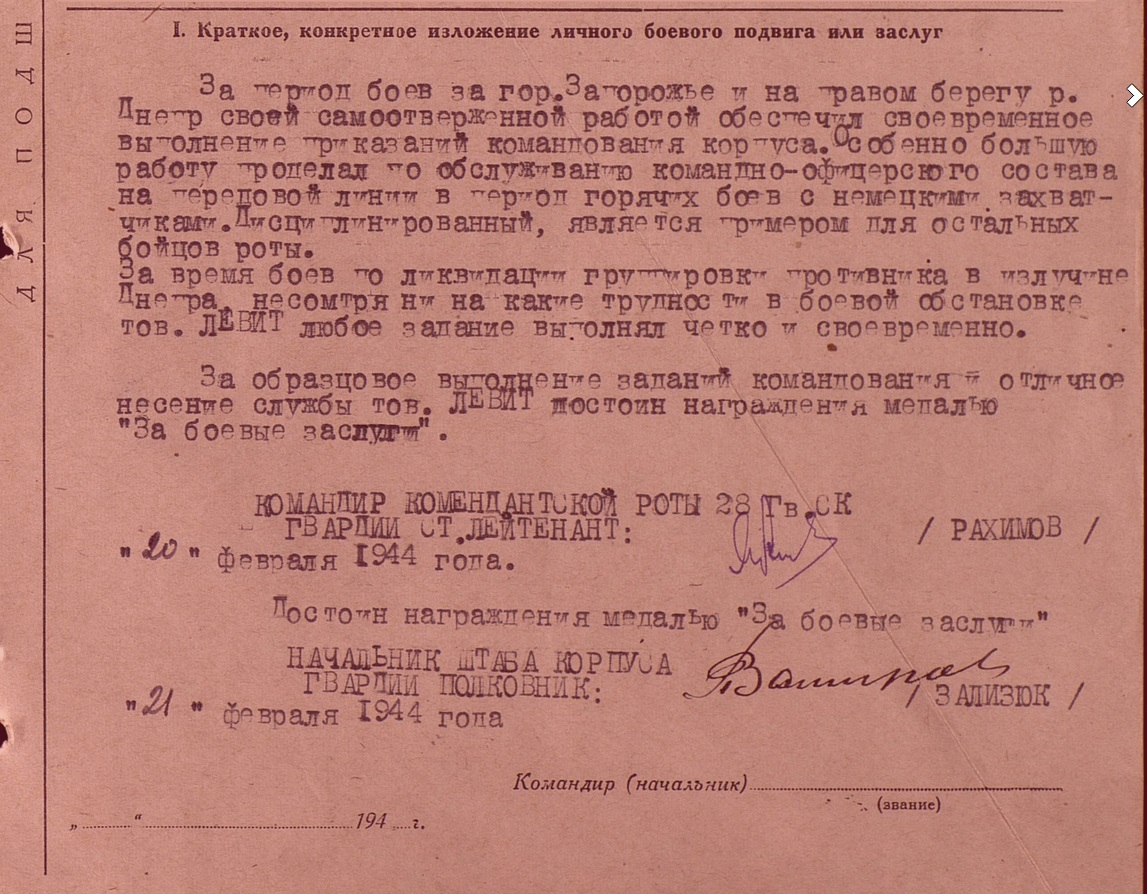 ДЛЯ ПОДШ
I. Краткое, конкретное изложение личного боевого подвига или заслуг
За период боев за гор.Запорожье и на правом берегу р.
Днепр своей самоотверженной работой обеспечил своевременное
выполнение приказаний командования корпуса.Особенно большую
работу проделал по обслуживанию командно-офицерского состава
на передовой линии в период горячих боев с немецкими захват-
чиками.Дисциплинированный, является примером для остальных
бойцов роты.
За время боев по ликвидации группировки противника в излучине
Днепра, несомтря ни на какие трудности в боевой обстановке
тов. ЛЕВИТ любое задание выполнял четко и своевременно.
За образцовое выполнение заданий командования и отличное
несение службы тов. ЛЕВИТ достоин награждения медалью
"За боевые заслуги".
КОМАНДИР КОМЕНДАНТСКОЙ РОТЫ 28 Гв.СК
ГВАРДИИ СТ.ЛЕЙТЕНАНТ: / РАХИМОВ /
"20" февраля 1944 года.
Достоин награждения медалью "За боевые заслуги"
НАЧАЛЬНИК ШТАБА КОРПУСА
ГВАРДИИ ПОЛКОВНИК: / ЗАЛИЗЮК /
"21" февраля 1944 года
Командир (начальник)
(звание)
„ “ 194 г.